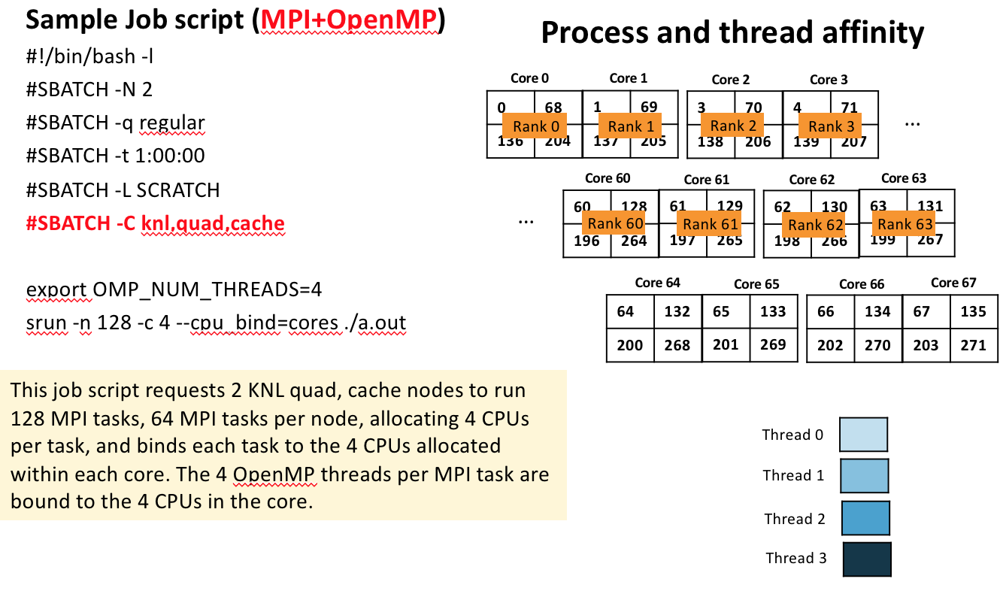 Sample Job script (MPI+OpenMP)
#!/bin/bash -l
#SBATCH -N 2
#SBATCH -q regular
#SBATCH -t 1:00:00
#SBATCH -L SCRATCH
#SBATCH -C knl,quad,cache
export OMP_NUM_THREADS=4
srun -n 128 -c 4 --cpu_bind=cores ./a.out
This job script requests 2 KNL quad, cache nodes to run
128 MPI tasks, 64 MPI tasks per node, allocating 4 CPUs
per task, and binds each task to the 4 CPUs allocated
within each core. The 4 OpenMP threads per MPI task are
bound to the 4 CPUs in the core.
Process and thread affinity
Core 0 Core 1 Core 2 Core 3
0 68 1 69 3 70 4 71
Rank 0 Rank 1 Rank 2 Rank 3 ...
136 204 137 205 138 206 139 207
Core 60 Core 61 Core 62 Core 63
60 128 61 129 62 130 63 131
... Rank 60 Rank 61 Rank 62 Rank 63
196 264 197 265 198 266 199 267
Core 64 Core 65 Core 66 Core 67
64 132 65 133 66 134 67 135
200 268 201 269 202 270 203 271
Thread 0
Thread 1
Thread 2
Thread 3